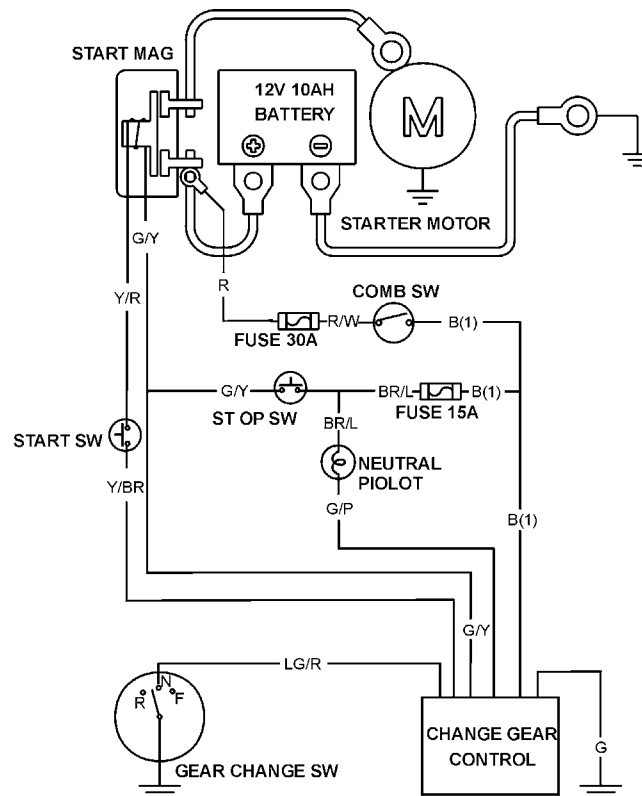 START MAG
12V 10AH
BATTERY
M
STARTER MOTOR
G/Y
Y/R
R
COMB SW
R/W
B(1)
FUSE 30A
G/Y
BR/L
B(1)
ST OP SW
FUSE 15A
BR/L
START SW
NEUTRAL
PIOLOT
Y/BR
G/P
B(1)
G/Y
LG/R
N
R
F
CHANGE GEAR
CONTROL
G
GEAR CHANGE SW